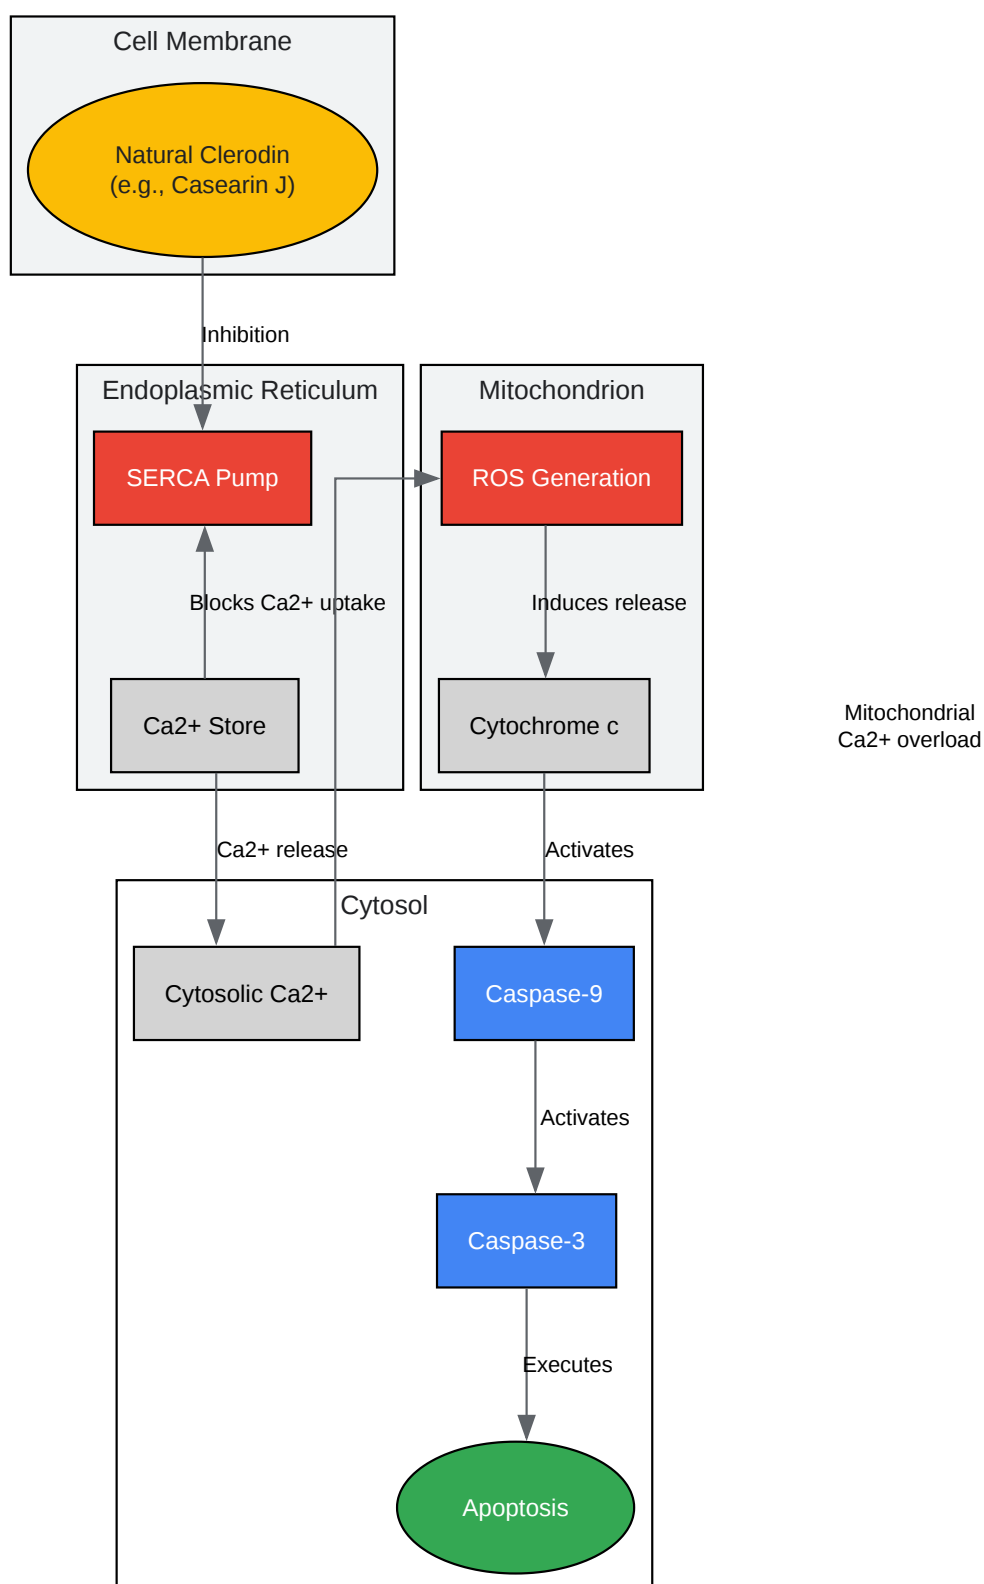 Cell Membrane
Natural Clerodin
(e.g., Casearin J)
Inhibition
Endoplasmic Reticulum
Mitochondrion
SERCA Pump
ROS Generation
Blocks Ca2+ uptake
Induces release
Ca2+ Store
Cytochrome c
Mitochondrial
Ca2+ overload
Ca2+ release
Activates
Cytosol
Cytosolic Ca2+
Caspase-9
Activates
Caspase-3
Executes
Apoptosis